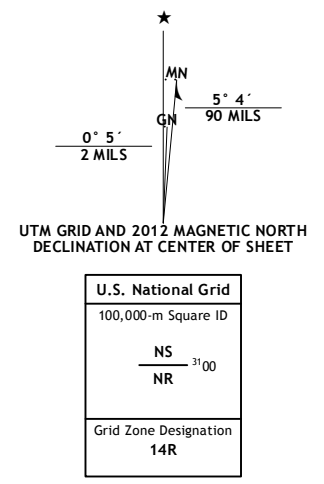 ★
MN
5° 4´
90 MILS
GN
0° 5´
2 MILS
UTM GRID AND 2012 MAGNETIC NORTH
DECLINATION AT CENTER OF SHEET
U.S. National Grid
100,000-m Square ID
NS
³¹00
NR
Grid Zone Designation
14R